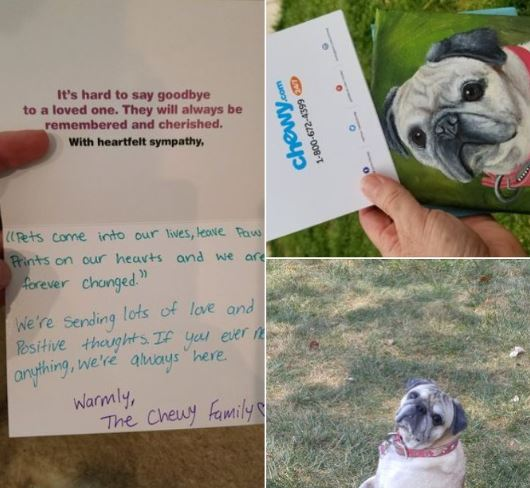 It's hard to say goodbye
to a loved one. They will always be
remembered and cherished.
With heartfelt sympathy,
"Pets come into our lives, leave Paw
Prints on our hearts and we are
forever changed."
We're sending lots of love and
Positive thoughts. If you ever
anything, we're always here.
Warmly,
The Chewy Family
chewy.com
1-800-672-4399 24/7